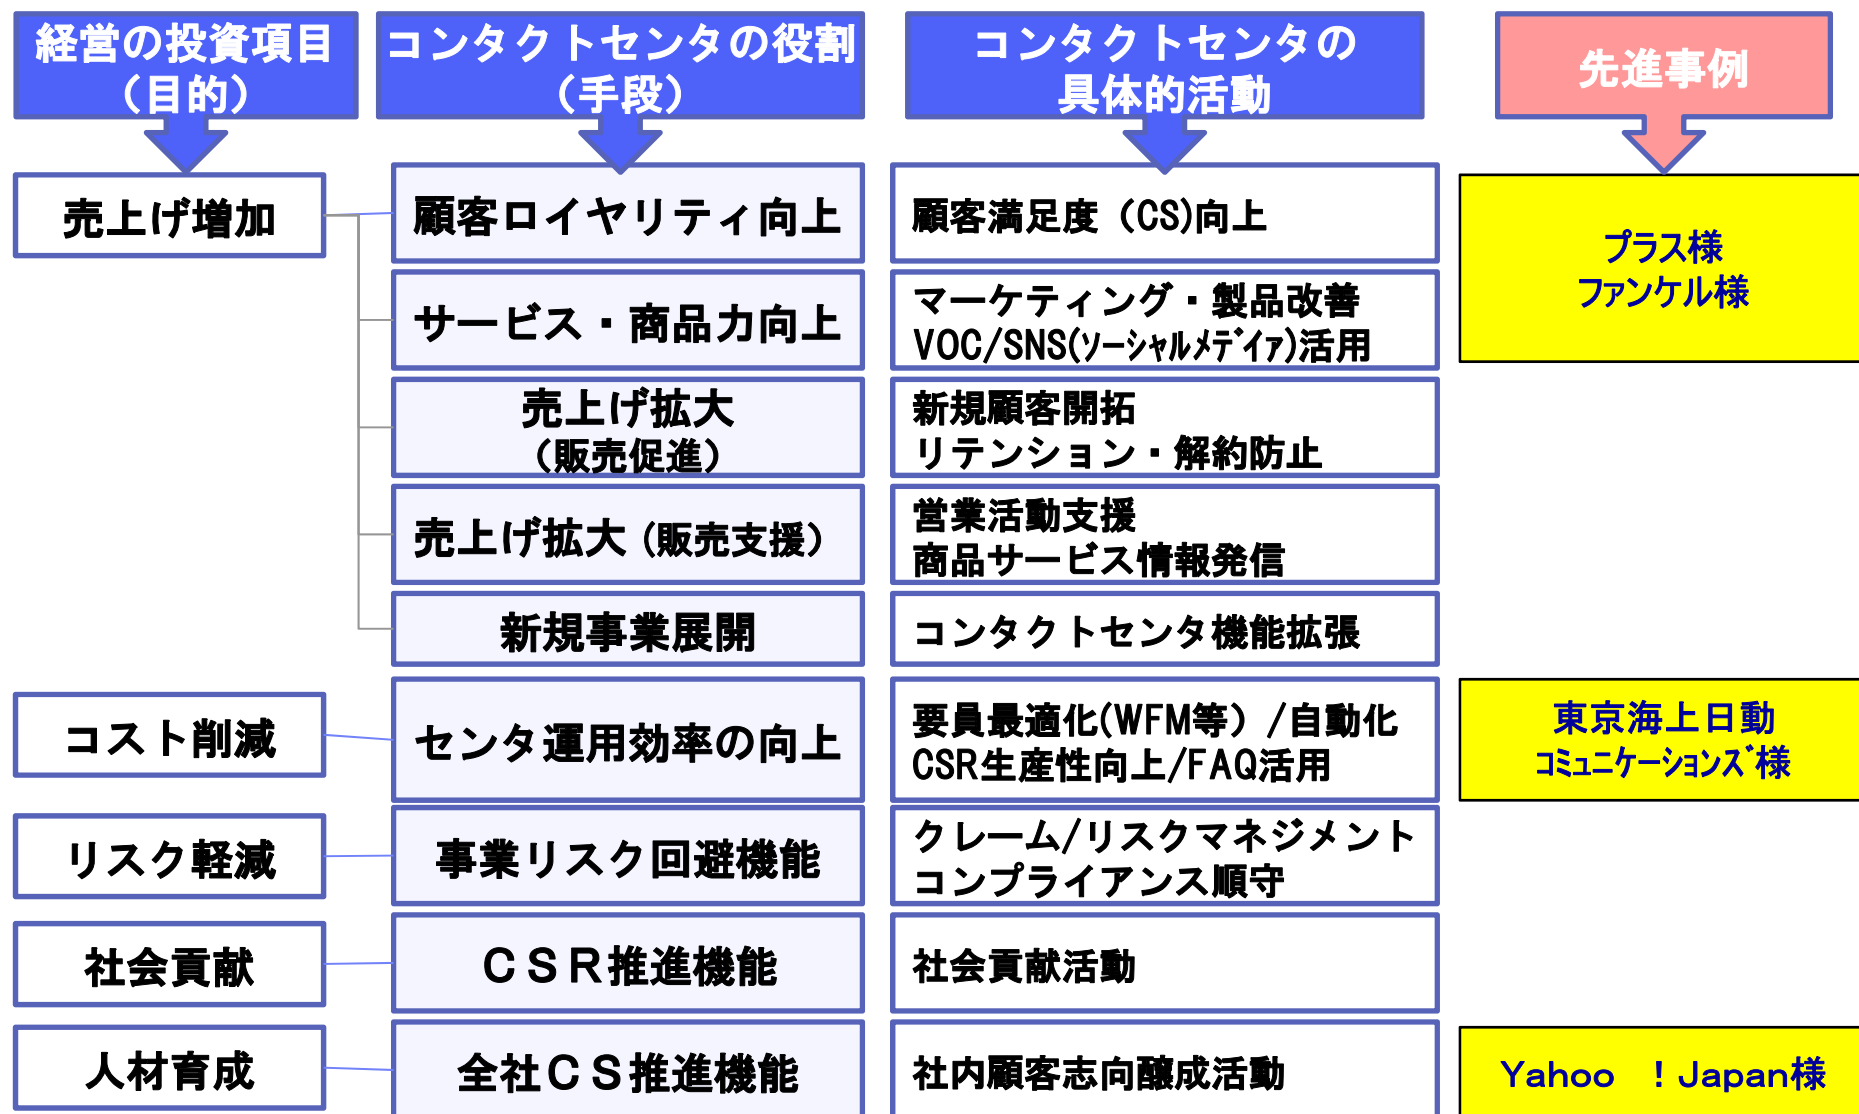 経営の投資項目
（目的）
コンタクトセンタの役割
（手段）
コンタクトセンタの
具体的活動
先進事例
売上げ増加
顧客ロイヤリティ向上
顧客満足度（CS)向上
プラス様
ファンケル様
サービス・商品力向上
マーケティング・製品改善
VOC/SNS(ｿｰｼｬﾙﾒﾃﾞｲｱ)活用
売上げ拡大
（販売促進）
新規顧客開拓
リテンション・解約防止
売上げ拡大（販売支援）
営業活動支援
商品サービス情報発信
新規事業展開
コンタクトセンタ機能拡張
コスト削減
センタ運用効率の向上
要員最適化(WFM等）/自動化
CSR生産性向上/FAQ活用
東京海上日動
ｺﾐｭﾆｹｰｼｮﾝｽﾞ様
リスク軽減
事業リスク回避機能
クレーム/リスクマネジメント
コンプライアンス順守
社会貢献
ＣＳＲ推進機能
社会貢献活動
人材育成
全社ＣＳ推進機能
社内顧客志向醸成活動
Yahoo　！Japan様